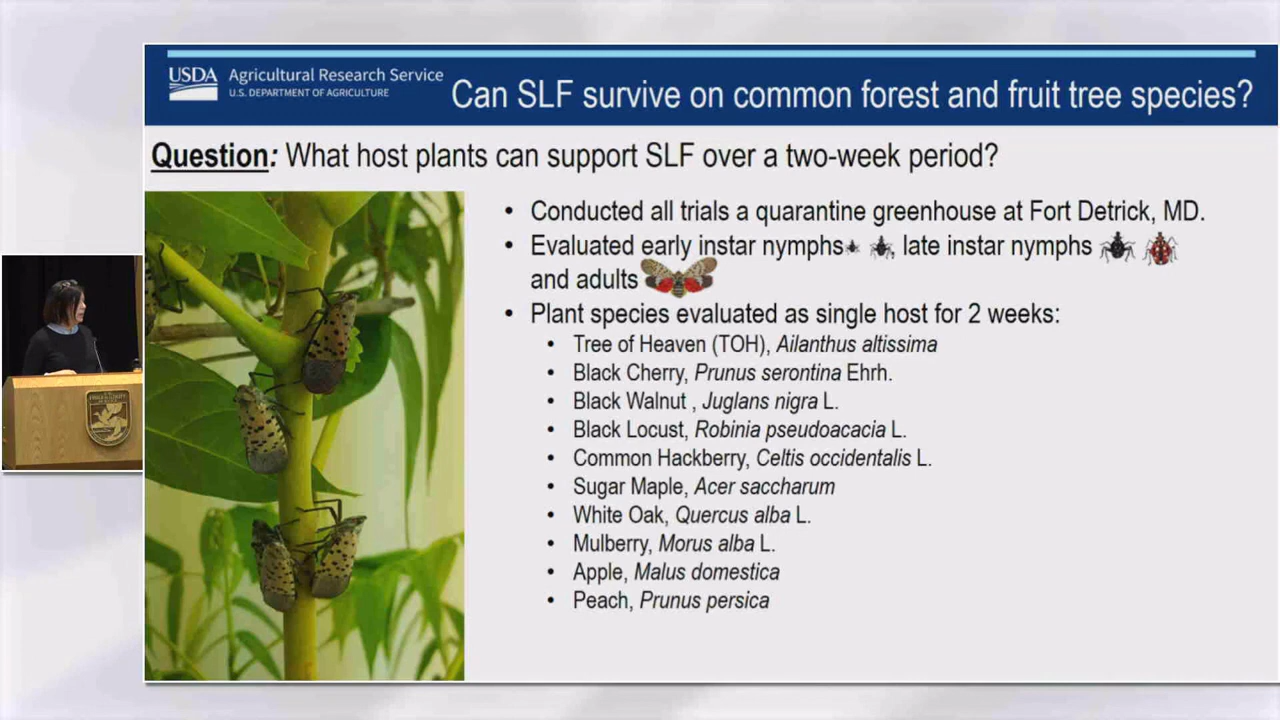 USDA Agricultural Research Service
U.S. DEPARTMENT OF AGRICULTURE
Can SLF survive on common forest and fruit tree species?
Question: What host plants can support SLF over a two-week period?
• Conducted all trials a quarantine greenhouse at Fort Detrick, MD.
• Evaluated early instar nymphs , late instar nymphs
and adults
• Plant species evaluated as single host for 2 weeks:
• Tree of Heaven (TOH), Ailanthus altissima
• Black Cherry, Prunus serontina Ehrh.
• Black Walnut , Juglans nigra L.
• Black Locust, Robinia pseudoacacia L.
• Common Hackberry, Celtis occidentalis L.
• Sugar Maple, Acer saccharum
• White Oak, Quercus alba L.
• Mulberry, Morus alba L.
• Apple, Malus domestica
• Peach, Prunus persica